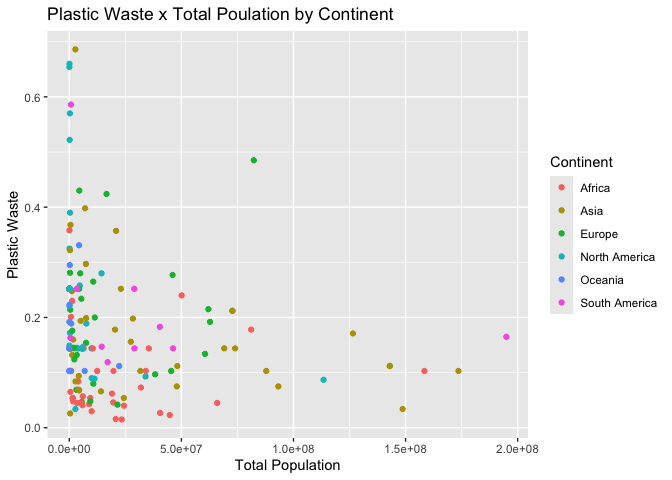 Plastic Waste x Total Poulation by Continent
Plastic Waste
0.6
0.4
0.2
0.0
0.0e+00 5.0e+07 1.0e+08 1.5e+08 2.0e+08
Total Population
Continent
Africa
Asia
Europe
North America
Oceania
South America